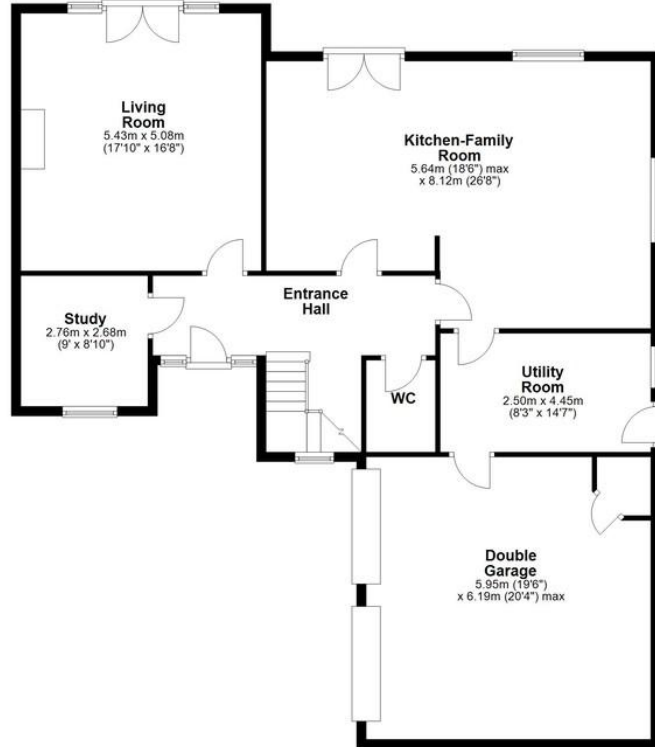 Living
Room
5.43m x 5.08m
(17'10" x 16'8")
Kitchen-Family
Room
5.64m (18'6") max
x 8.12m (26'8")
Entrance
Hall
Study
2.76m x 2.68m
(9' x 8'10")
WC
Utility
Room
2.50m x 4.45m
(8'3" x 14'7")
Double
Garage
5.95m (19'6")
x 6.19m (20'4") max